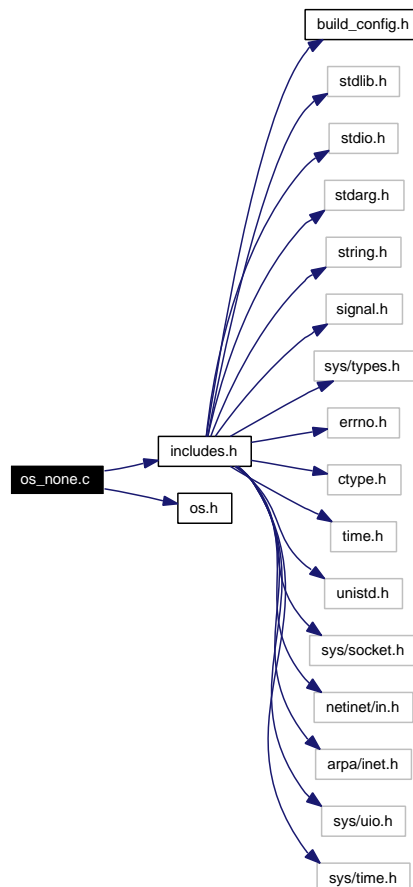 build_config.h
stdlib.h
stdio.h
stdarg.h
string.h
signal.h
sys/types.h
errno.h
includes.h
ctype.h
os_none.c
os.h
time.h
unistd.h
sys/socket.h
netinet/in.h
arpa/inet.h
sys/uio.h
sys/time.h